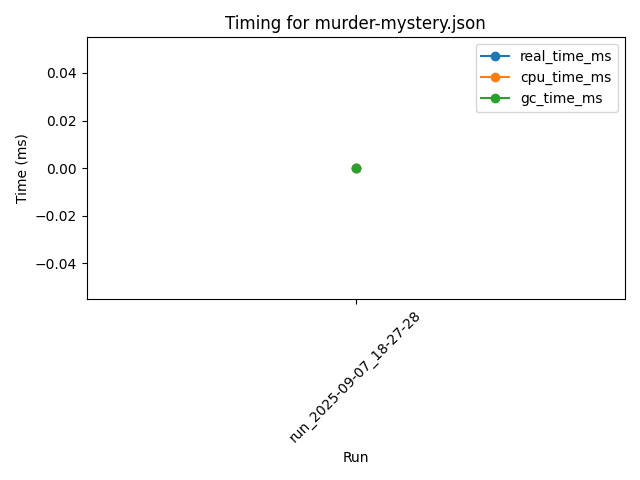 Timing for murder-mystery.json
real_time_ms
cpu_time_ms
gc_time_ms
Time (ms)
0.04
0.02
0.00
−0.02
−0.04
run_2025-09-07_18-27-28
Run